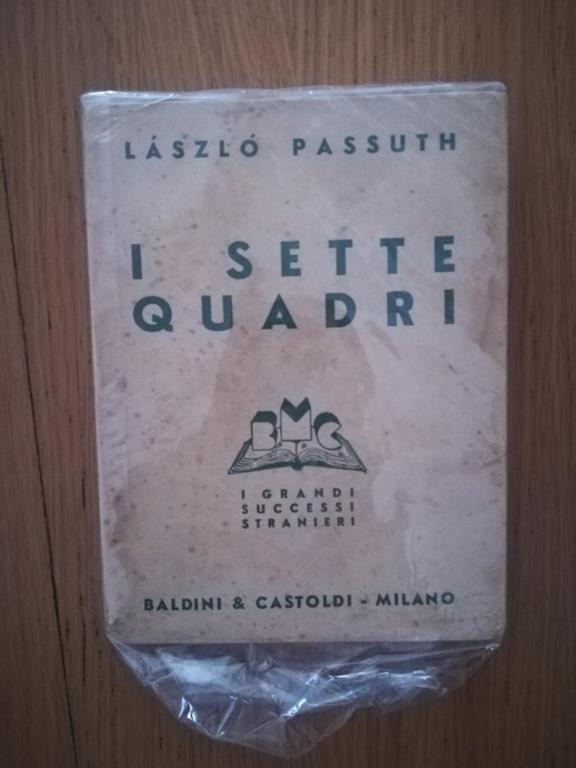 LÁSZLÓ PASSUTH
I SETTE
QUADRI
BMC
I GRANDI
SUCCESSI
STRANIERI
BALDINI & CASTOLDI - MILANO